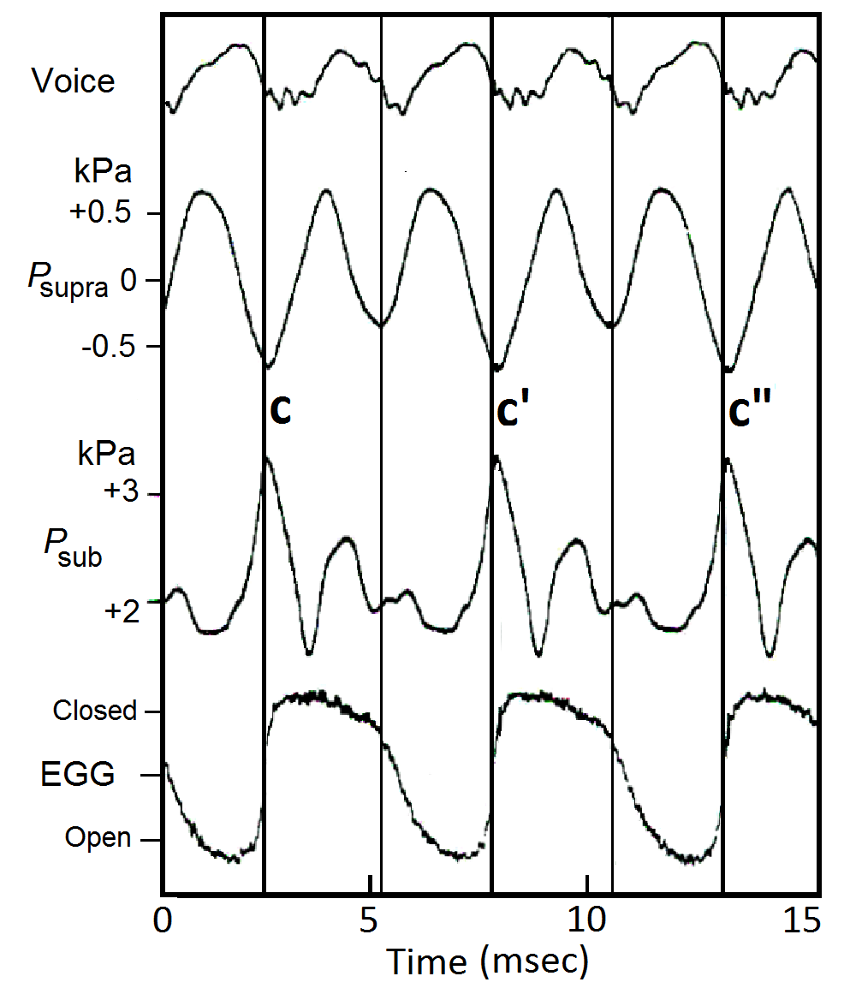 Voice
kPa
+0.5
Psupra 0
-0.5
c c' c"
kPa
+3
Psub
+2
Closed
EGG
Open
0 5 10 15
Time (msec)